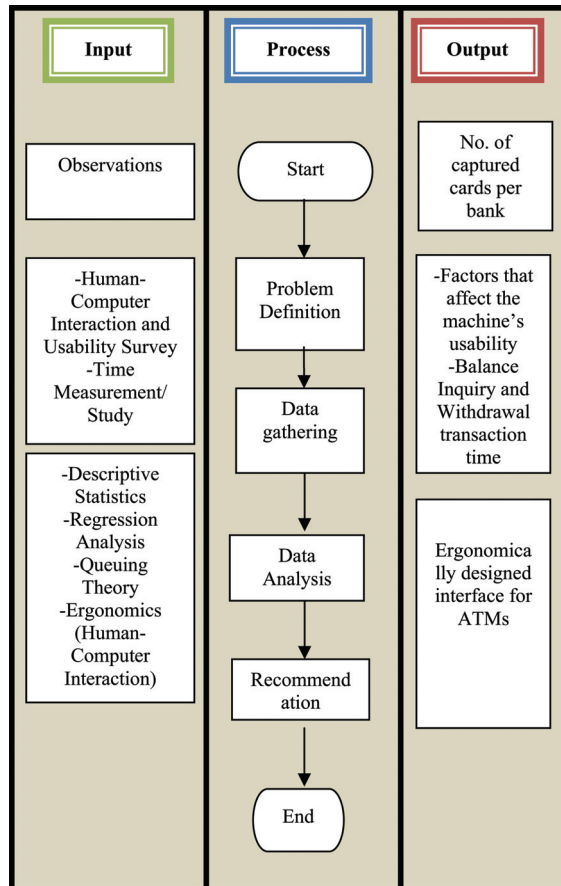 Input
Observations
-Human-
Computer
Interaction and
Usability Survey
-Time
Measurement/
Study
-Descriptive
Statistics
-Regression
Analysis
-Queuing
Theory
-Ergonomics
(Human-
Computer
Interaction)
Process
Start
Problem
Definition
Data
gathering
Data
Analysis
Recommend
ation
End
Output
No. of
captured
cards per
bank
-Factors that
affect the
machine's
usability
-Balance
Inquiry and
Withdrawal
transaction
time
Ergonomica
lly designed
interface for
ATMs